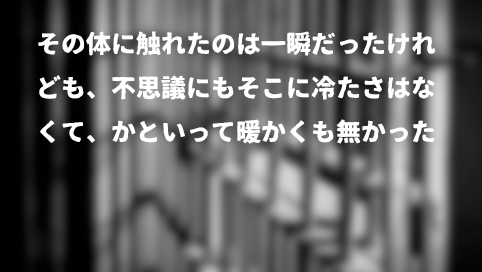 その体に触れたのは一瞬だったけれ
ども、不思議にもそこに冷たさはな
くて、かといって暖かくも無かった